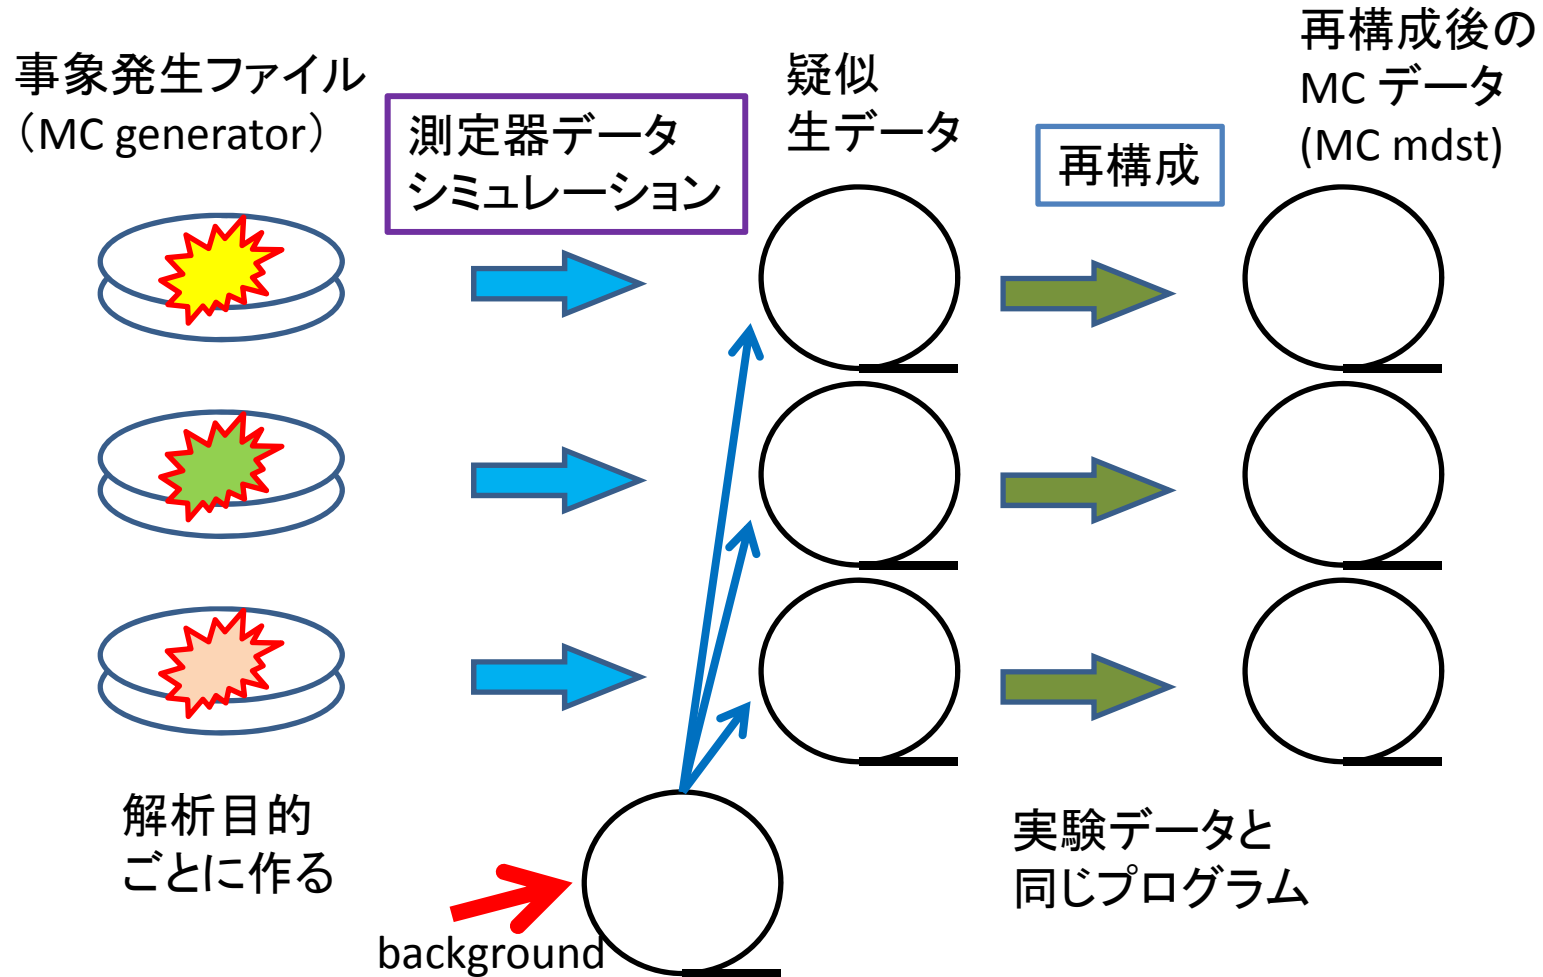 事象発生ファイル
（MC generator）
測定器データ
シミュレーション
疑似
生データ
再構成
再構成後の
MC データ
(MC mdst)
解析目的
ごとに作る
background
実験データと
同じプログラム